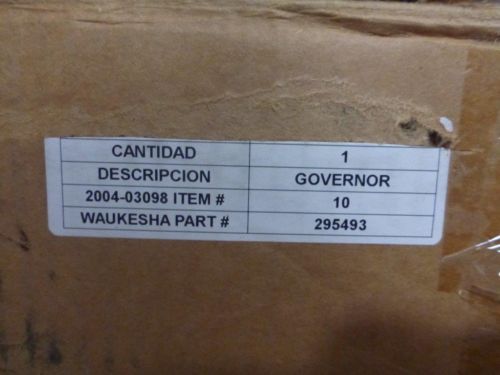 CANTIDAD 1
DESCRIPCION GOVERNOR
2004-03098 ITEM # 10
WAUKESHA PART # 295493